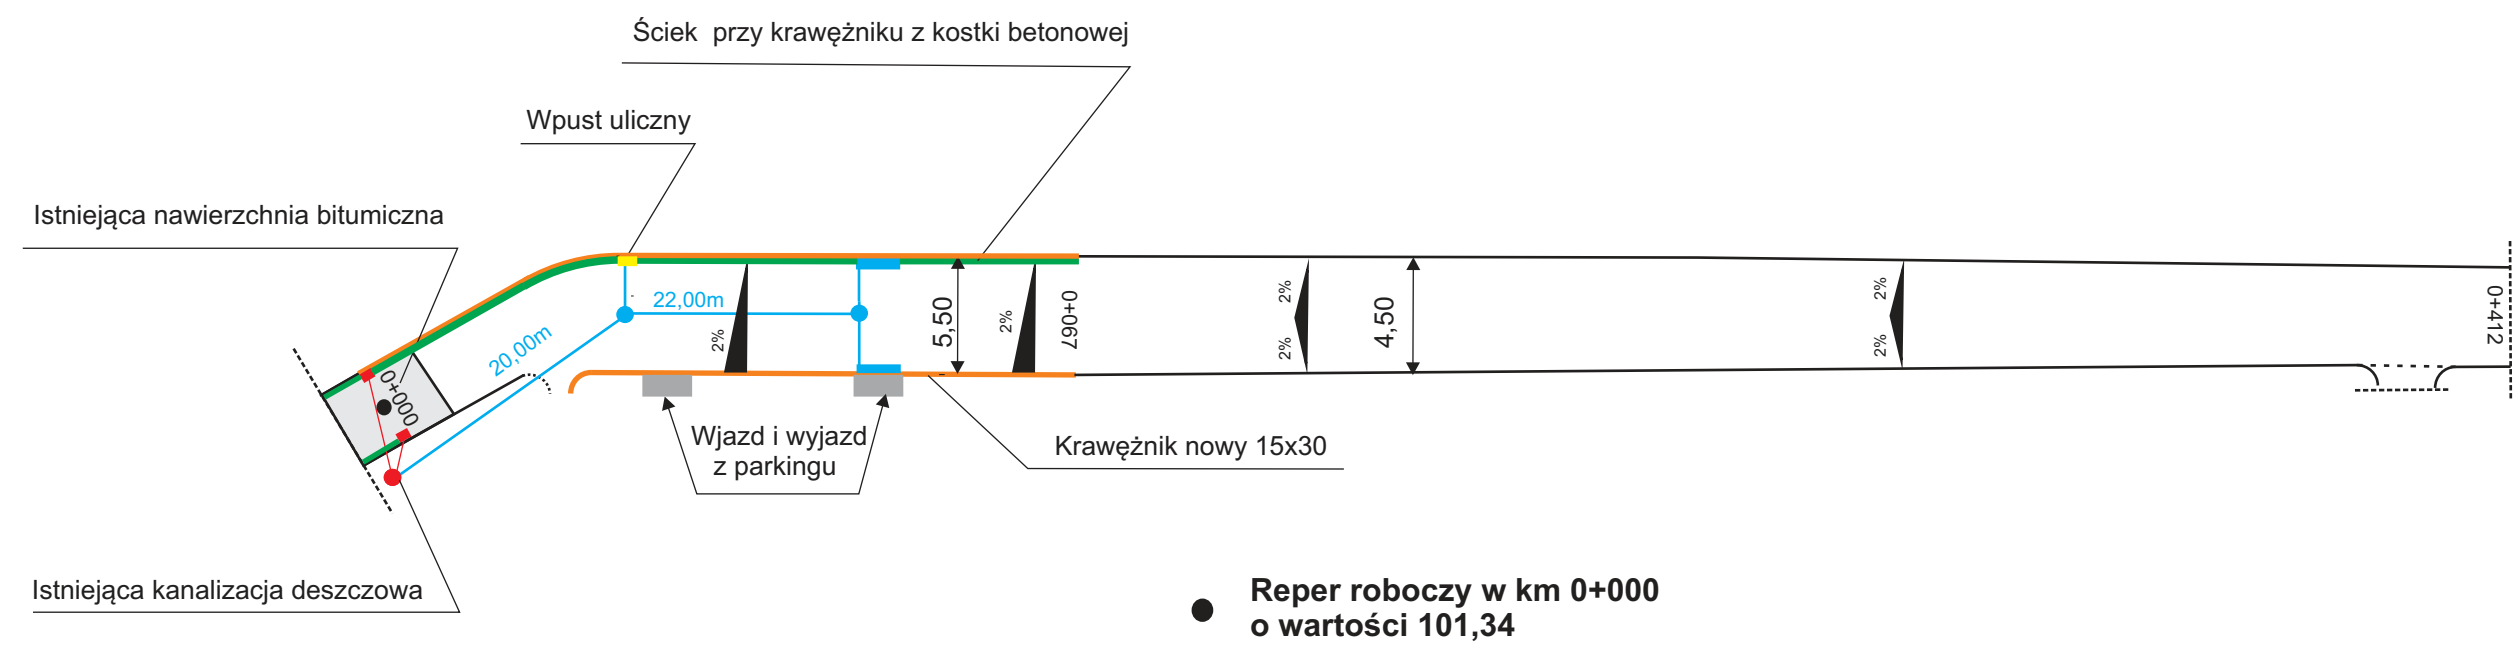 Ściek przy krawężniku z kostki betonowej
Wpust uliczny
Istniejąca nawierzchnia bitumiczna
22,00m
20,00m
0+000
2%
5,50
2%
0+067
2%
2%
4,50
2%
2%
0+412
Wjazd i wyjazd
z parkingu
Krawężnik nowy 15x30
Istniejąca kanalizacja deszczowa
Reper roboczy w km 0+000
o wartości 101,34